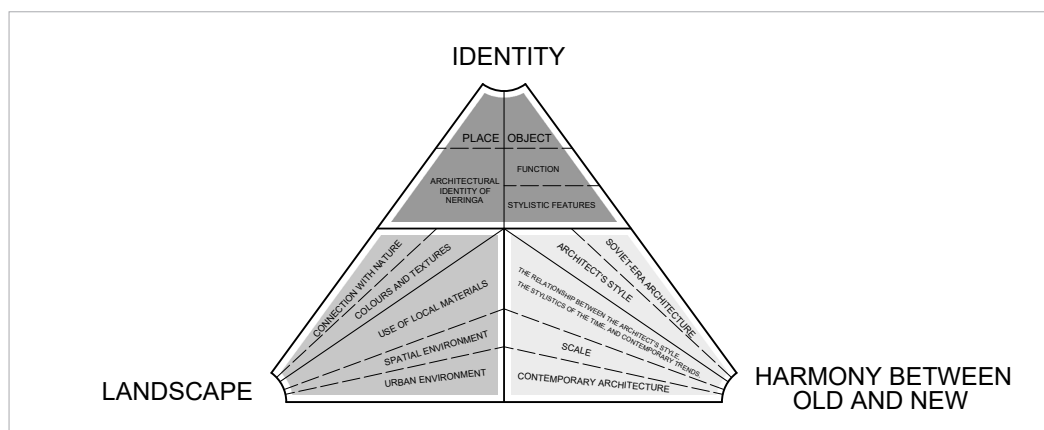 IDENTITY
PLACE
OBJECT
ARCHITECTURAL
IDENTITY OF
NERINGA
FUNCTION
STYLISTIC FEATURES
CONNECTION WITH NATURE
COLOURS AND TEXTURES
USE OF LOCAL MATERIALS
SPATIAL ENVIRONMENT
URBAN ENVIRONMENT
SOVIET-ERA ARCHITECTURE
ARCHITECT'S STYLE
THE RELATIONSHIP BETWEEN THE ARCHITECT'S STYLE,
THE STYLISTICS OF THE TIME, AND CONTEMPORARY TRENDS
SCALE
CONTEMPORARY ARCHITECTURE
LANDSCAPE
HARMONY BETWEEN
OLD AND NEW